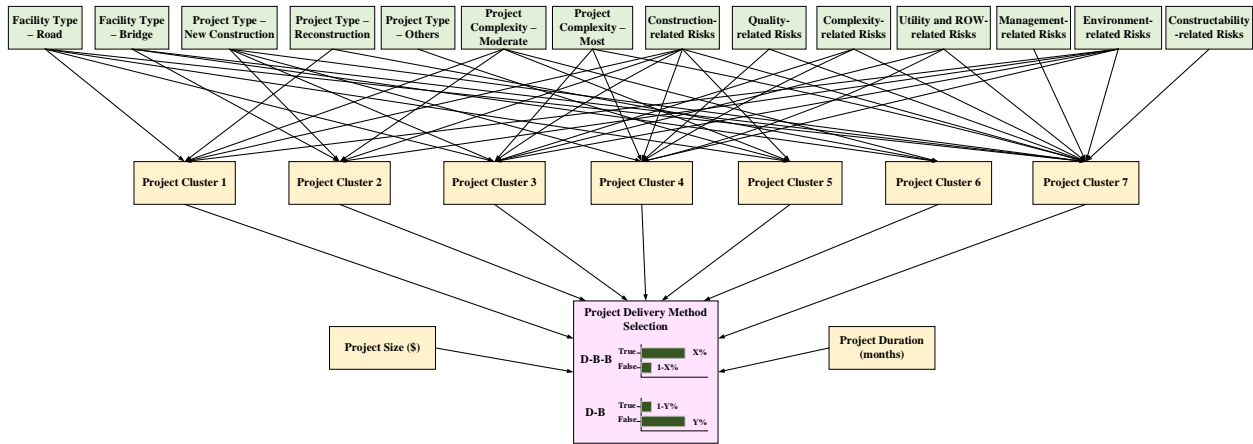 Facility Type
– Road
Facility Type
– Bridge
Project Type –
New Construction
Project Type –
Reconstruction
Project Type
– Others
Project
Complexity –
Moderate
Project
Complexity –
Most
Construction-
related Risks
Quality-
related Risks
Complexity-
related Risks
Utility and ROW-
related Risks
Management-
related Risks
Environment-
related Risks
Constructability
-related Risks
Project Cluster 1
Project Cluster 2
Project Cluster 3
Project Cluster 4
Project Cluster 5
Project Cluster 6
Project Cluster 7
Project Size ($)
Project Delivery Method
Selection
D-B-B
True
X%
False
1-X%
D-B
True
1-Y%
False
Y%
Project Duration
(months)